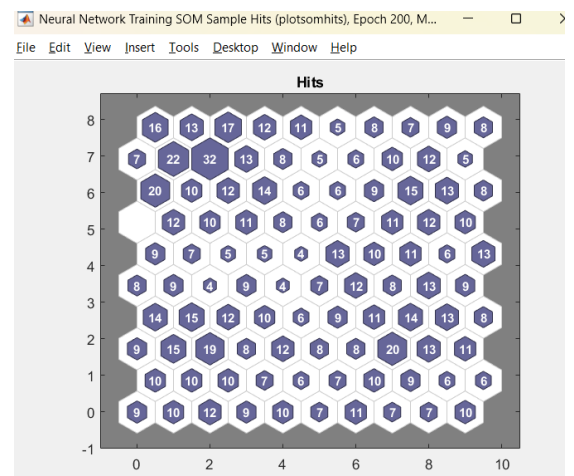 Neural Network Training SOM Sample Hits (plotsomhits), Epoch 200, M...
File Edit View Insert Tools Desktop Window Help
Hits
8
16 13 17 12 11 5 8 7 9 8
7
7 22 32 13 8 5 6 10 12 5
6
20 10 12 14 6 6 9 15 13 8
5
12 10 11 8 6 7 11 12 10
4
9 7 5 5 4 13 10 11 6 13
8 9 4 9 4 7 12 8 13 9
3
14 15 12 10 6 9 11 14 13 8
2
9 15 19 8 12 8 8 20 13 11
1
10 10 10 7 6 7 10 9 6 6
0
9 10 12 9 10 7 11 7 7 10
-1
0 2 4 6 8 10